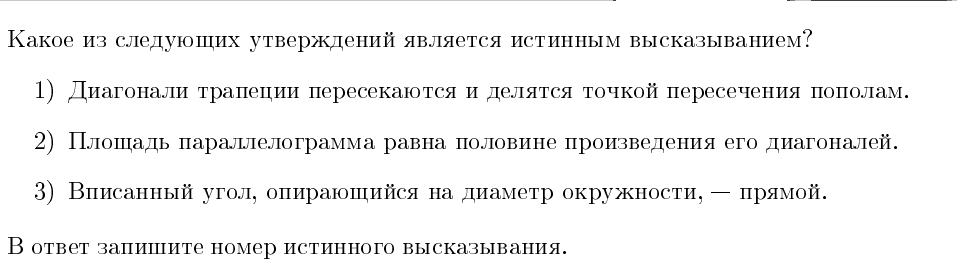 Какое из следующих утверждений является истинным высказыванием?
1) Диагонали трапеции пересекаются и делятся точкой пересечения пополам.
2) Площадь параллелограмма равна половине произведения его диагоналей.
3) Вписанный угол, опирающийся на диаметр окружности, — прямой.
В ответ запишите номер истинного высказывания.